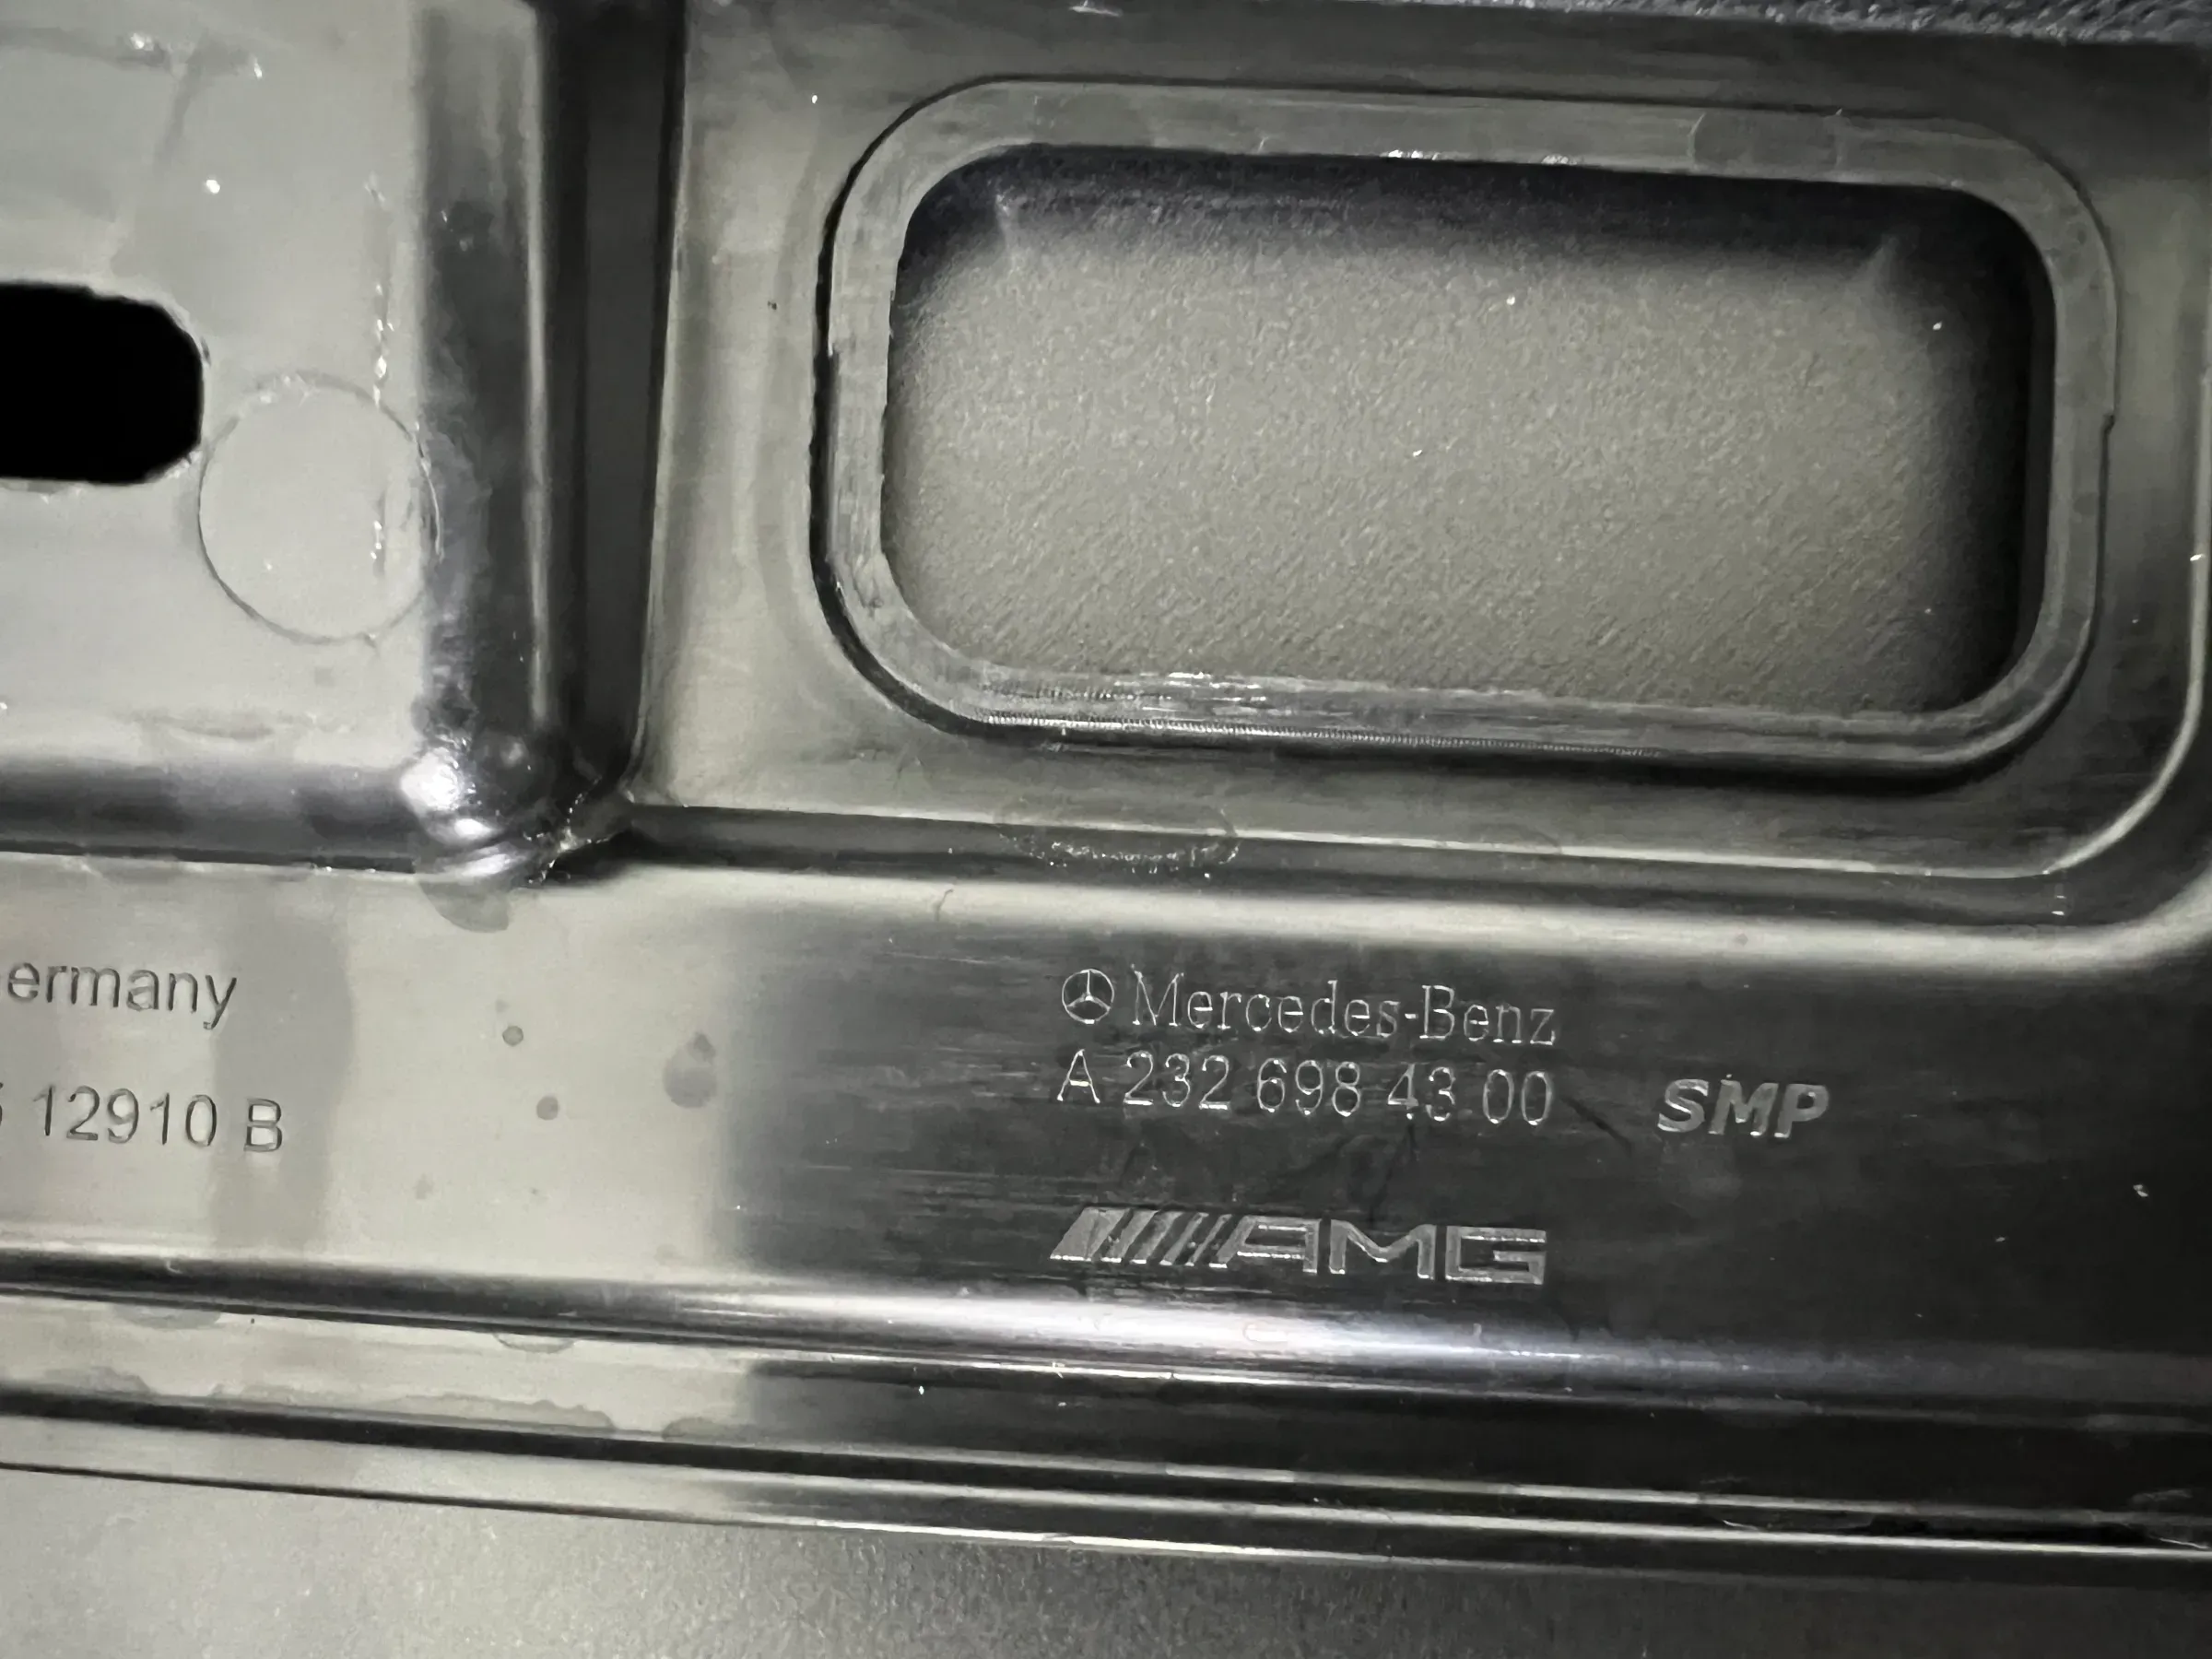 ermany
12910 B
Mercedes-Benz
A 232 698 43 00
SMP
AMG